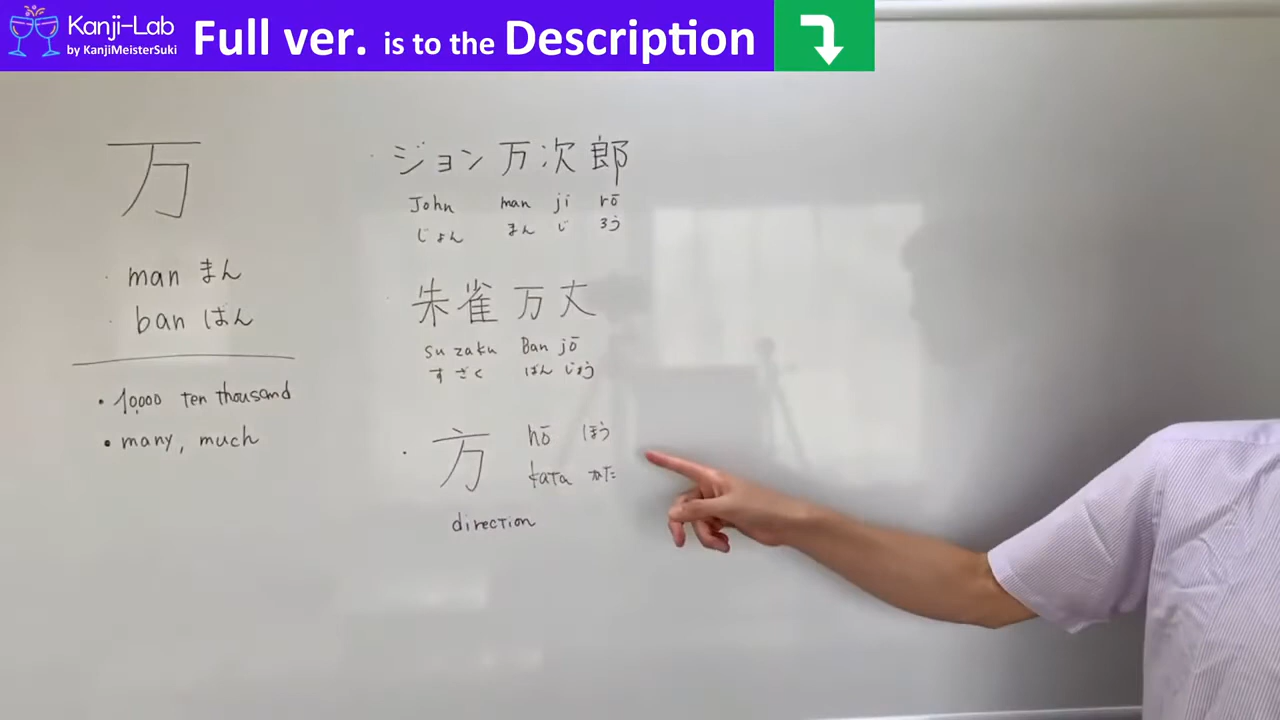 Kanji-Lab
by KanjiMeisterSuki
Full ver. is to the Description
万
man まん
ban ばん
・10,000 ten thousand
・many, much
・ジョン万次郎
John man ji rō
じょん まん じ ろう
・朱雀万丈
su zaku Ban jō
す ざく ばん じょう
・方
hō ほう
kata かた
direction